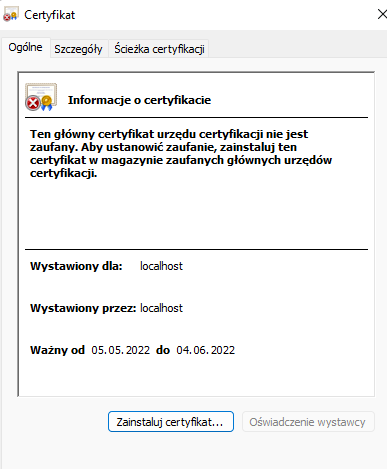 Certyfikat
Ogólne Szczegóły Ścieżka certyfikacji
Informacje o certyfikacie
Ten główny certyfikat urzędu certyfikacji nie jest
zaufany. Aby ustanowić zaufanie, zainstaluj ten
certyfikat w magazynie zaufanych głównych urzędów
certyfikacji.
Wystawiony dla: localhost
Wystawiony przez: localhost
Ważny od 05.05.2022 do 04.06.2022
Zainstaluj certyfikat... Oświadczenie wystawcy